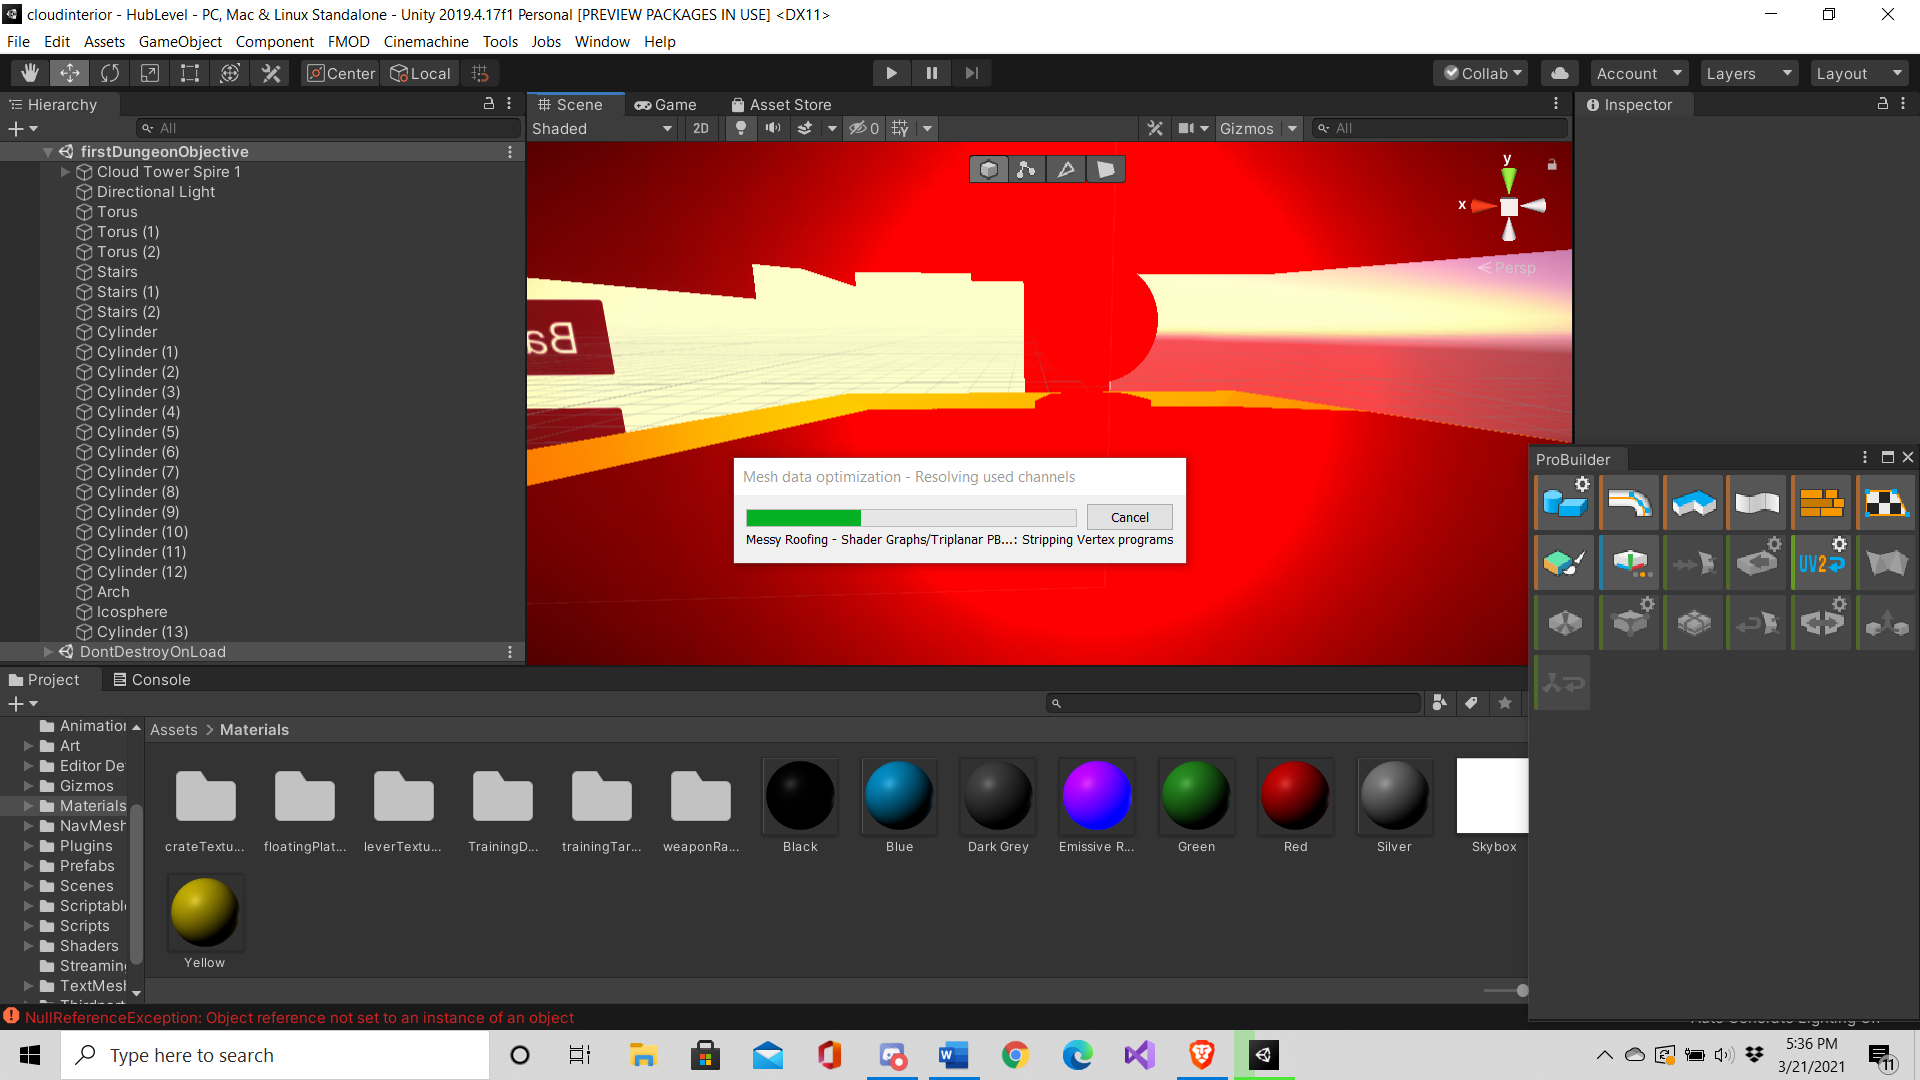 cloudinterior - HubLevel - PC, Mac & Linux Standalone - Unity 2019.4.17f1 Personal [PREVIEW PACKAGES IN USE] <DX11>
File Edit Assets GameObject Component FMOD Cinemachine Tools Jobs Window Help
Center Local Collab Account Layers Layout
Hierarchy
All
firstDungeonObjective
Cloud Tower Spire 1
Directional Light
Torus
Torus (1)
Torus (2)
Stairs
Stairs (1)
Stairs (2)
Cylinder
Cylinder (1)
Cylinder (2)
Cylinder (3)
Cylinder (4)
Cylinder (5)
Cylinder (6)
Cylinder (7)
Cylinder (8)
Cylinder (9)
Cylinder (10)
Cylinder (11)
Cylinder (12)
Arch
Icosphere
Cylinder (13)
DontDestroyOnLoad
Scene Game Asset Store
Shaded 2D 0 Gizmos All
y
x
Persp
Ba
Mesh data optimization - Resolving used channels
Cancel
Messy Roofing - Shader Graphs/Triplanar PB...: Stripping Vertex programs
Inspector
ProBuilder
UV2
Project Console
Animation
Art
Editor De
Gizmos
Materials
NavMesh
Plugins
Prefabs
Scenes
Scriptable
Scripts
Shaders
Streaming
TextMesh
Assets > Materials
crateTextu... floatingPlat... leverTextu... TrainingD... trainingTar... weaponRa... Black Blue Dark Grey Emissive R... Green Red Silver Skybox
Yellow
NullReferenceException: Object reference not set to an instance of an object
Type here to search
5:36 PM
3/21/2021
11